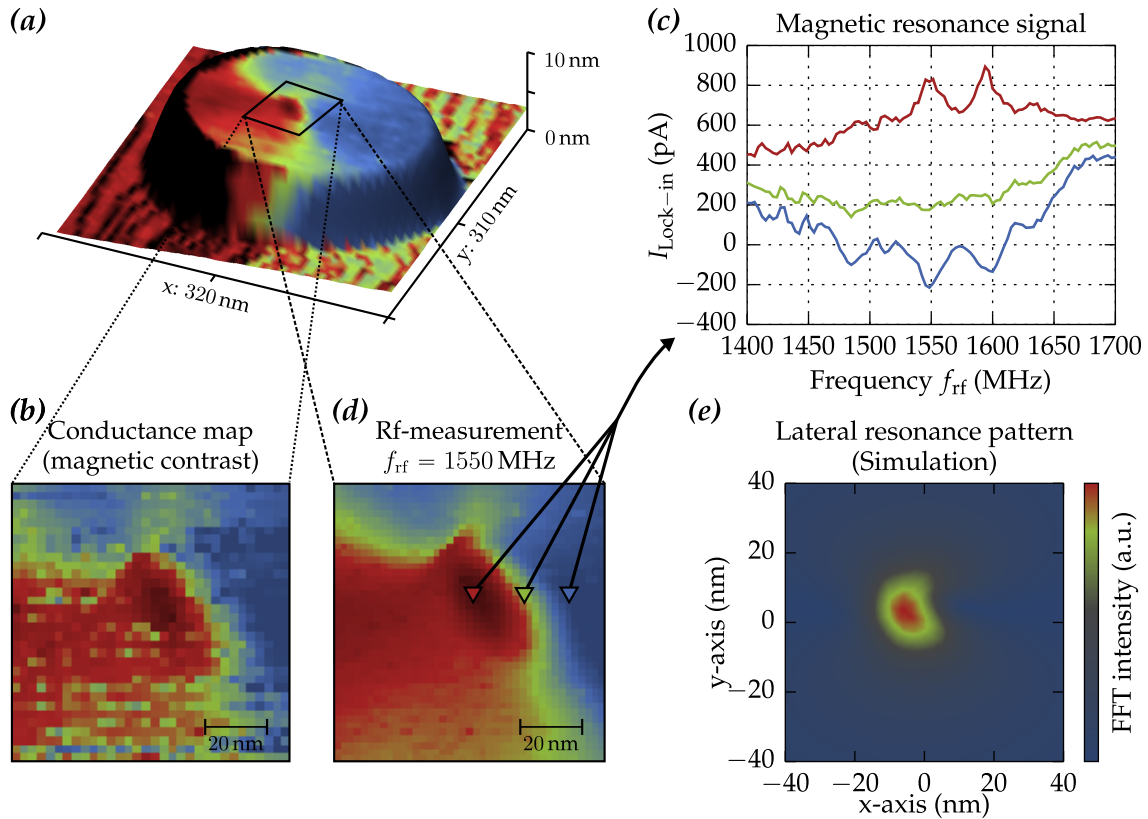 (a)
10 nm
0 nm
x: 320 nm
y: 310 nm
(c)
Magnetic resonance signal
1000
800
600
400
200
0
−200
−400
I_Lock−in (pA)
1400 1450 1500 1550 1600 1650 1700
Frequency f_rf (MHz)
(b)
Conductance map
(magnetic contrast)
20 nm
(d)
Rf-measurement
f_rf = 1550 MHz
20 nm
(e)
Lateral resonance pattern
(Simulation)
40
20
0
−20
−40
y-axis (nm)
−40 −20 0 20 40
x-axis (nm)
FFT intensity (a.u.)